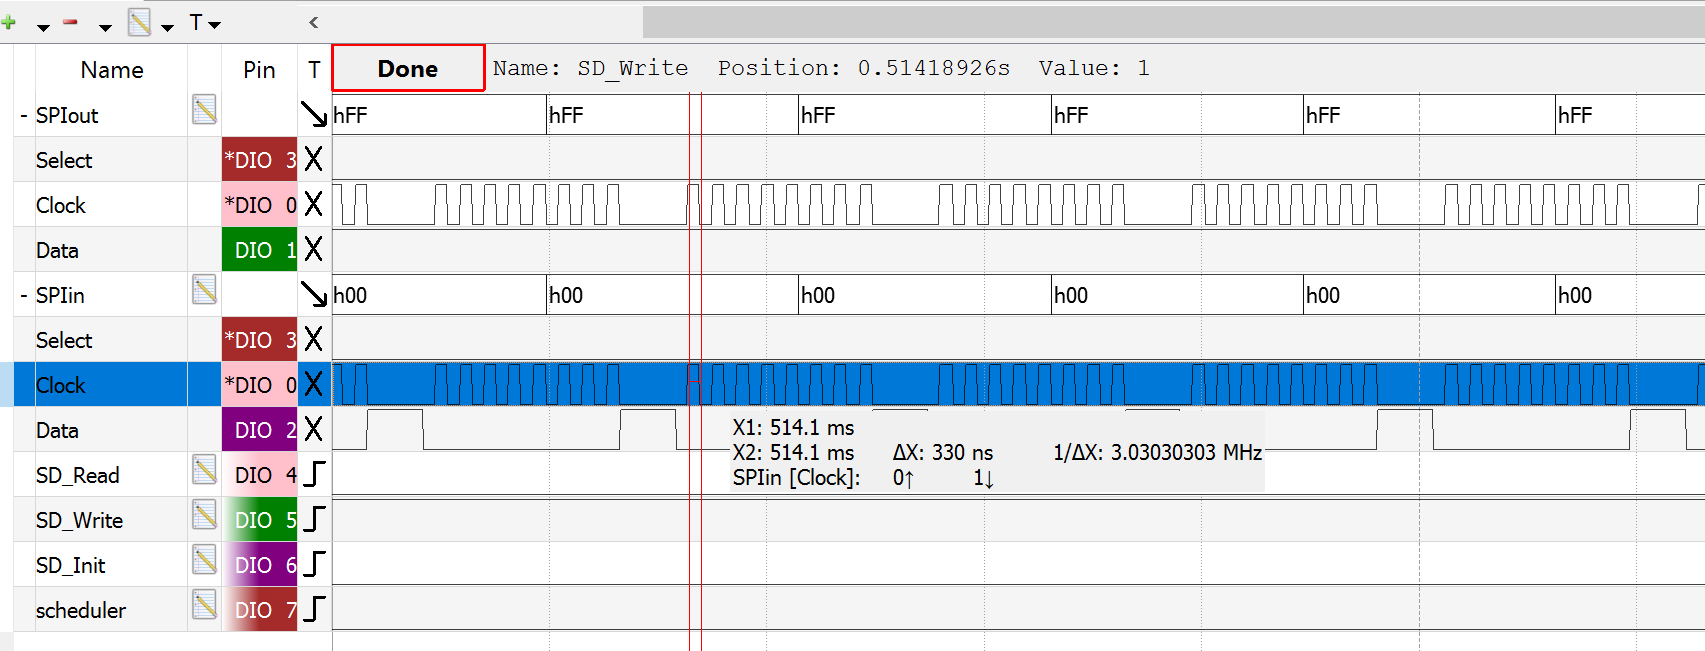 T <
Name Pin T Done Name: SD_Write Position: 0.51418926s Value: 1
- SPIout hFF hFF hFF hFF hFF hFF
Select *DIO 3 X
Clock *DIO 0 X
Data DIO 1 X
- SPIin h00 h00 h00 h00 h00 h00
Select *DIO 3 X
Clock *DIO 0 X
Data DIO 2 X
X1: 514.1 ms
X2: 514.1 ms ΔX: 330 ns 1/ΔX: 3.03030303 MHz
SPIin [Clock]: 0↑ 1↓
SD_Read DIO 4
SD_Write DIO 5
SD_Init DIO 6
scheduler DIO 7